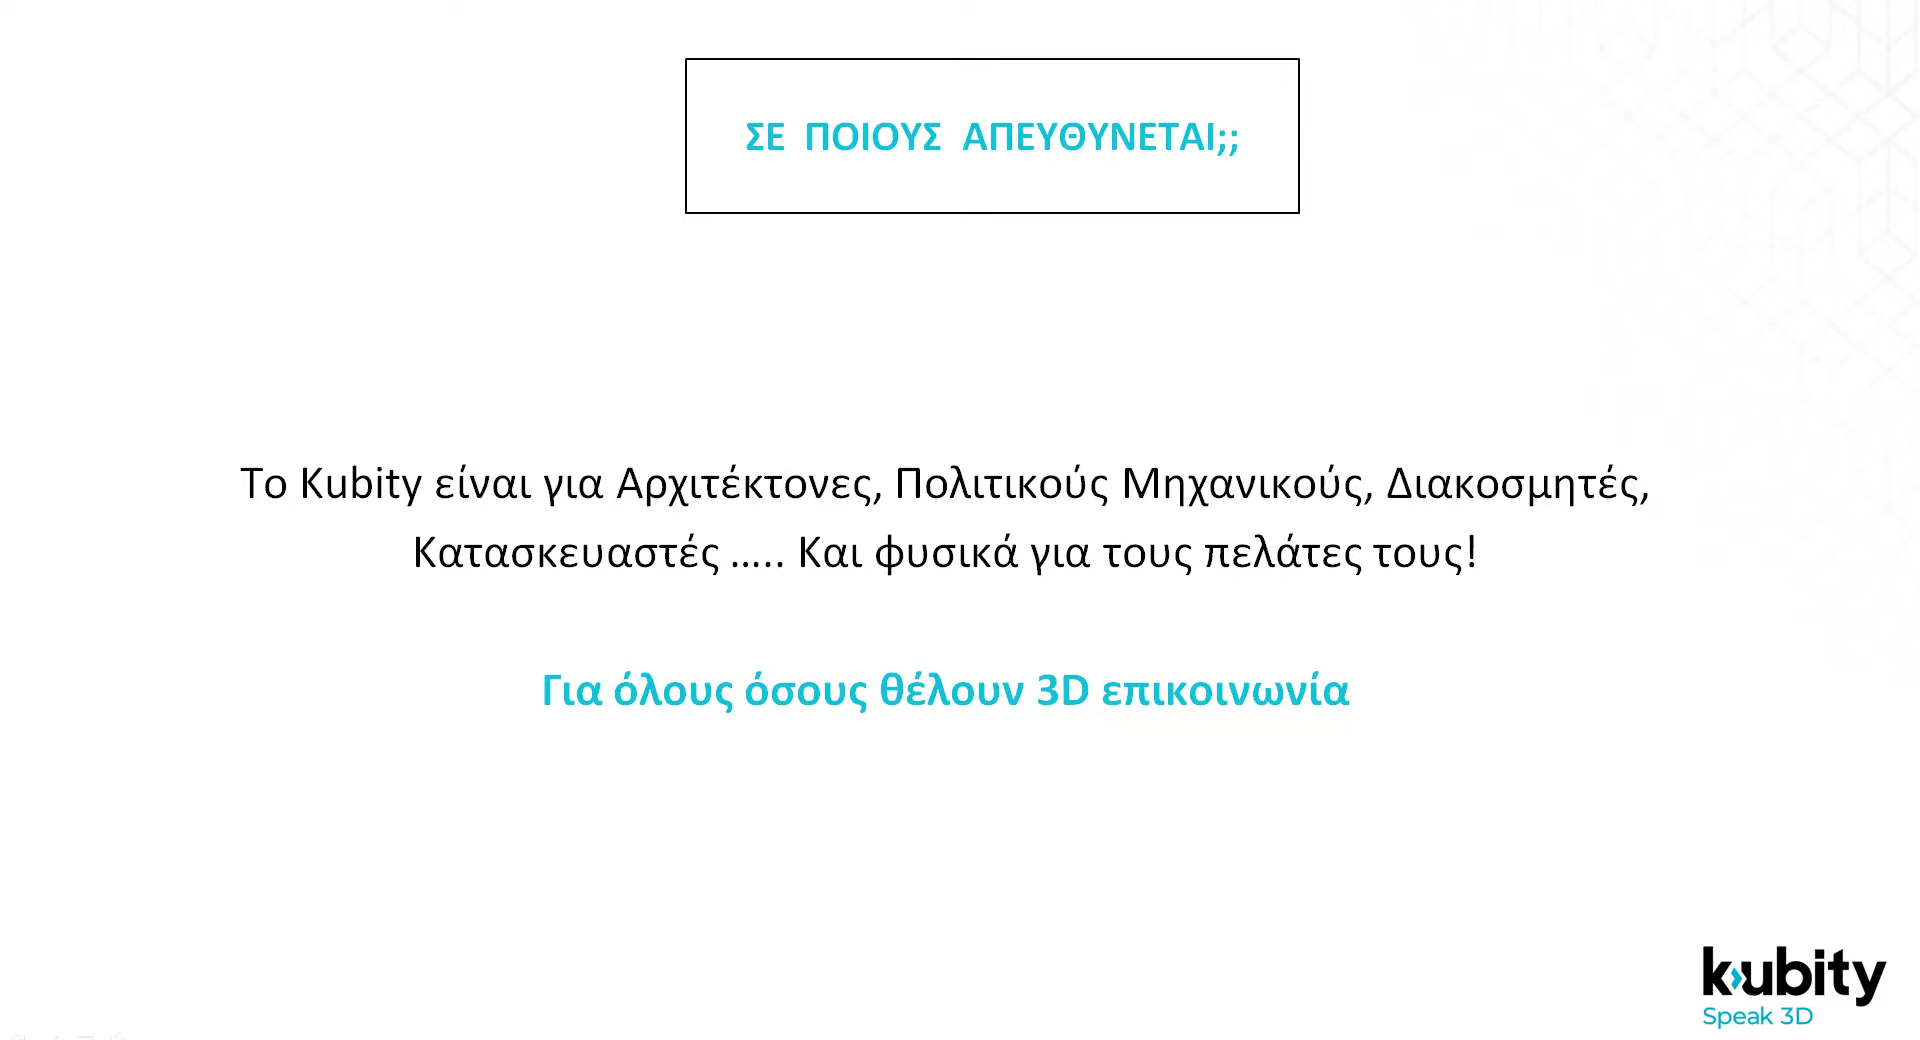 ΣΕ ΠΟΙΟΥΣ ΑΠΕΥΘΥΝΕΤΑΙ;;
Το Kubity είναι για Αρχιτέκτονες, Πολιτικούς Μηχανικούς, Διακοσμητές,
Κατασκευαστές ….. Και φυσικά για τους πελάτες τους!
Για όλους όσους θέλουν 3D επικοινωνία
kubity
Speak 3D